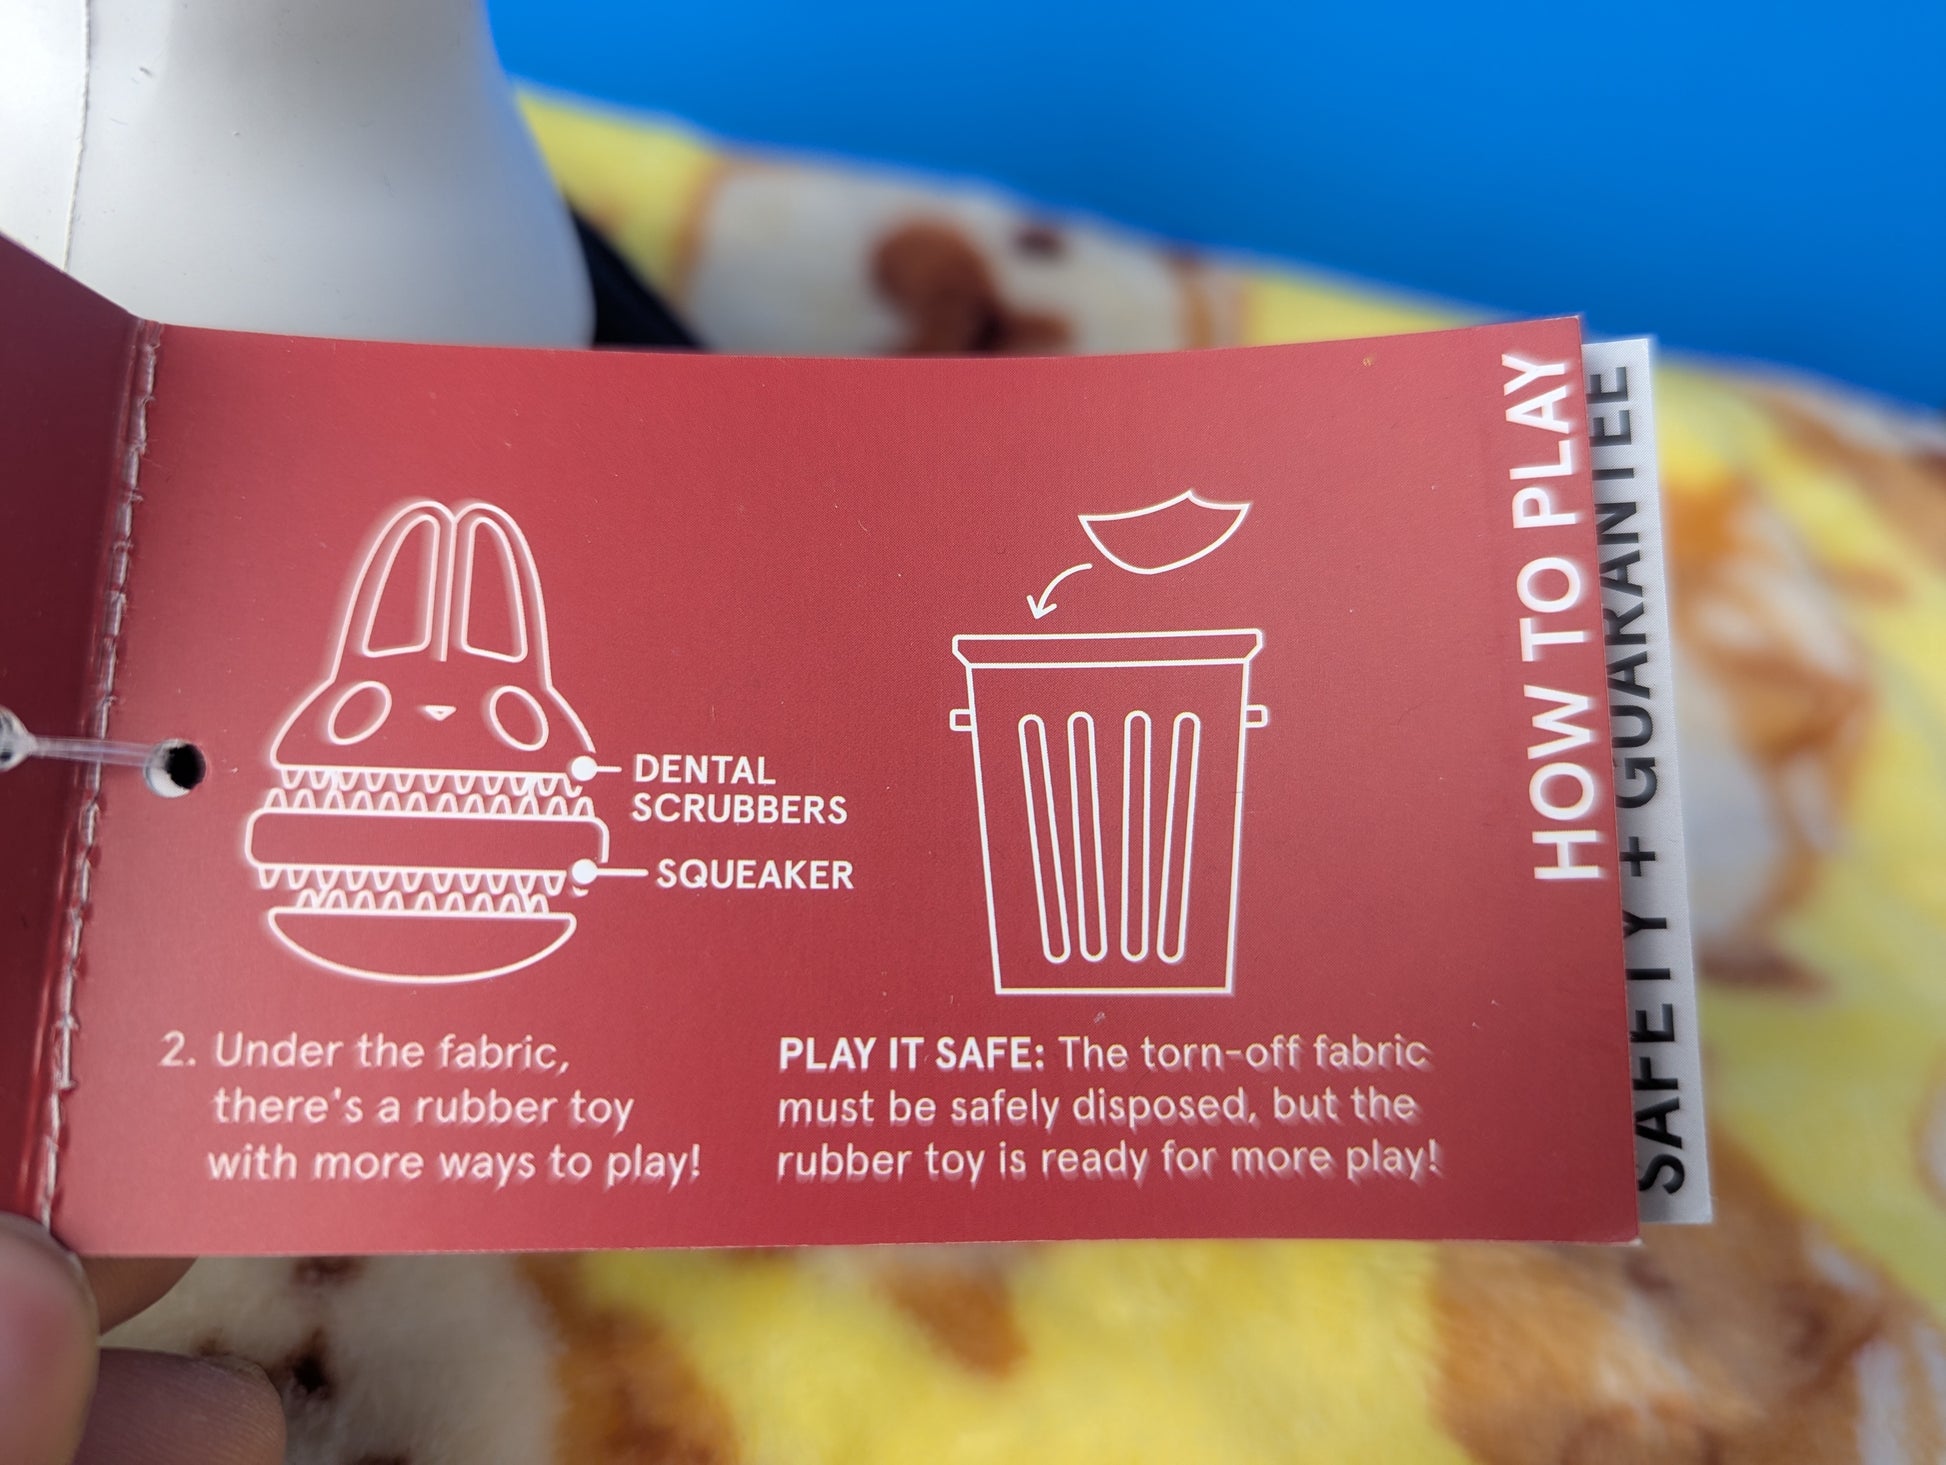 DENTAL
SCRUBBERS
SQUEAKER
2. Under the fabric,
there's a rubber toy
with more ways to play!
PLAY IT SAFE: The torn-off fabric
must be safely disposed, but the
rubber toy is ready for more play!
HOW TO PLAY
SAFETY + GUARANTEE